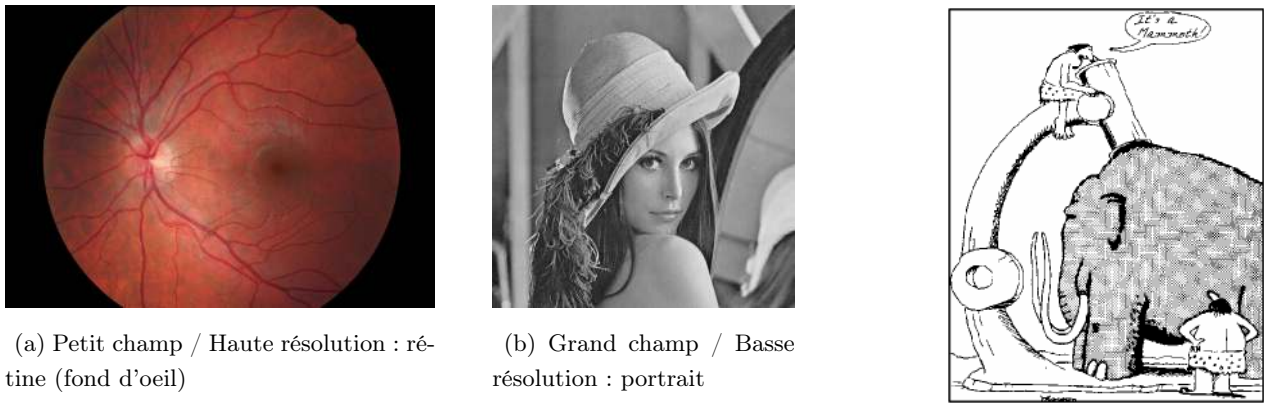 It's a
Mammoth!
(a) Petit champ / Haute résolution : ré-
tine (fond d'oeil)
(b) Grand champ / Basse
résolution : portrait